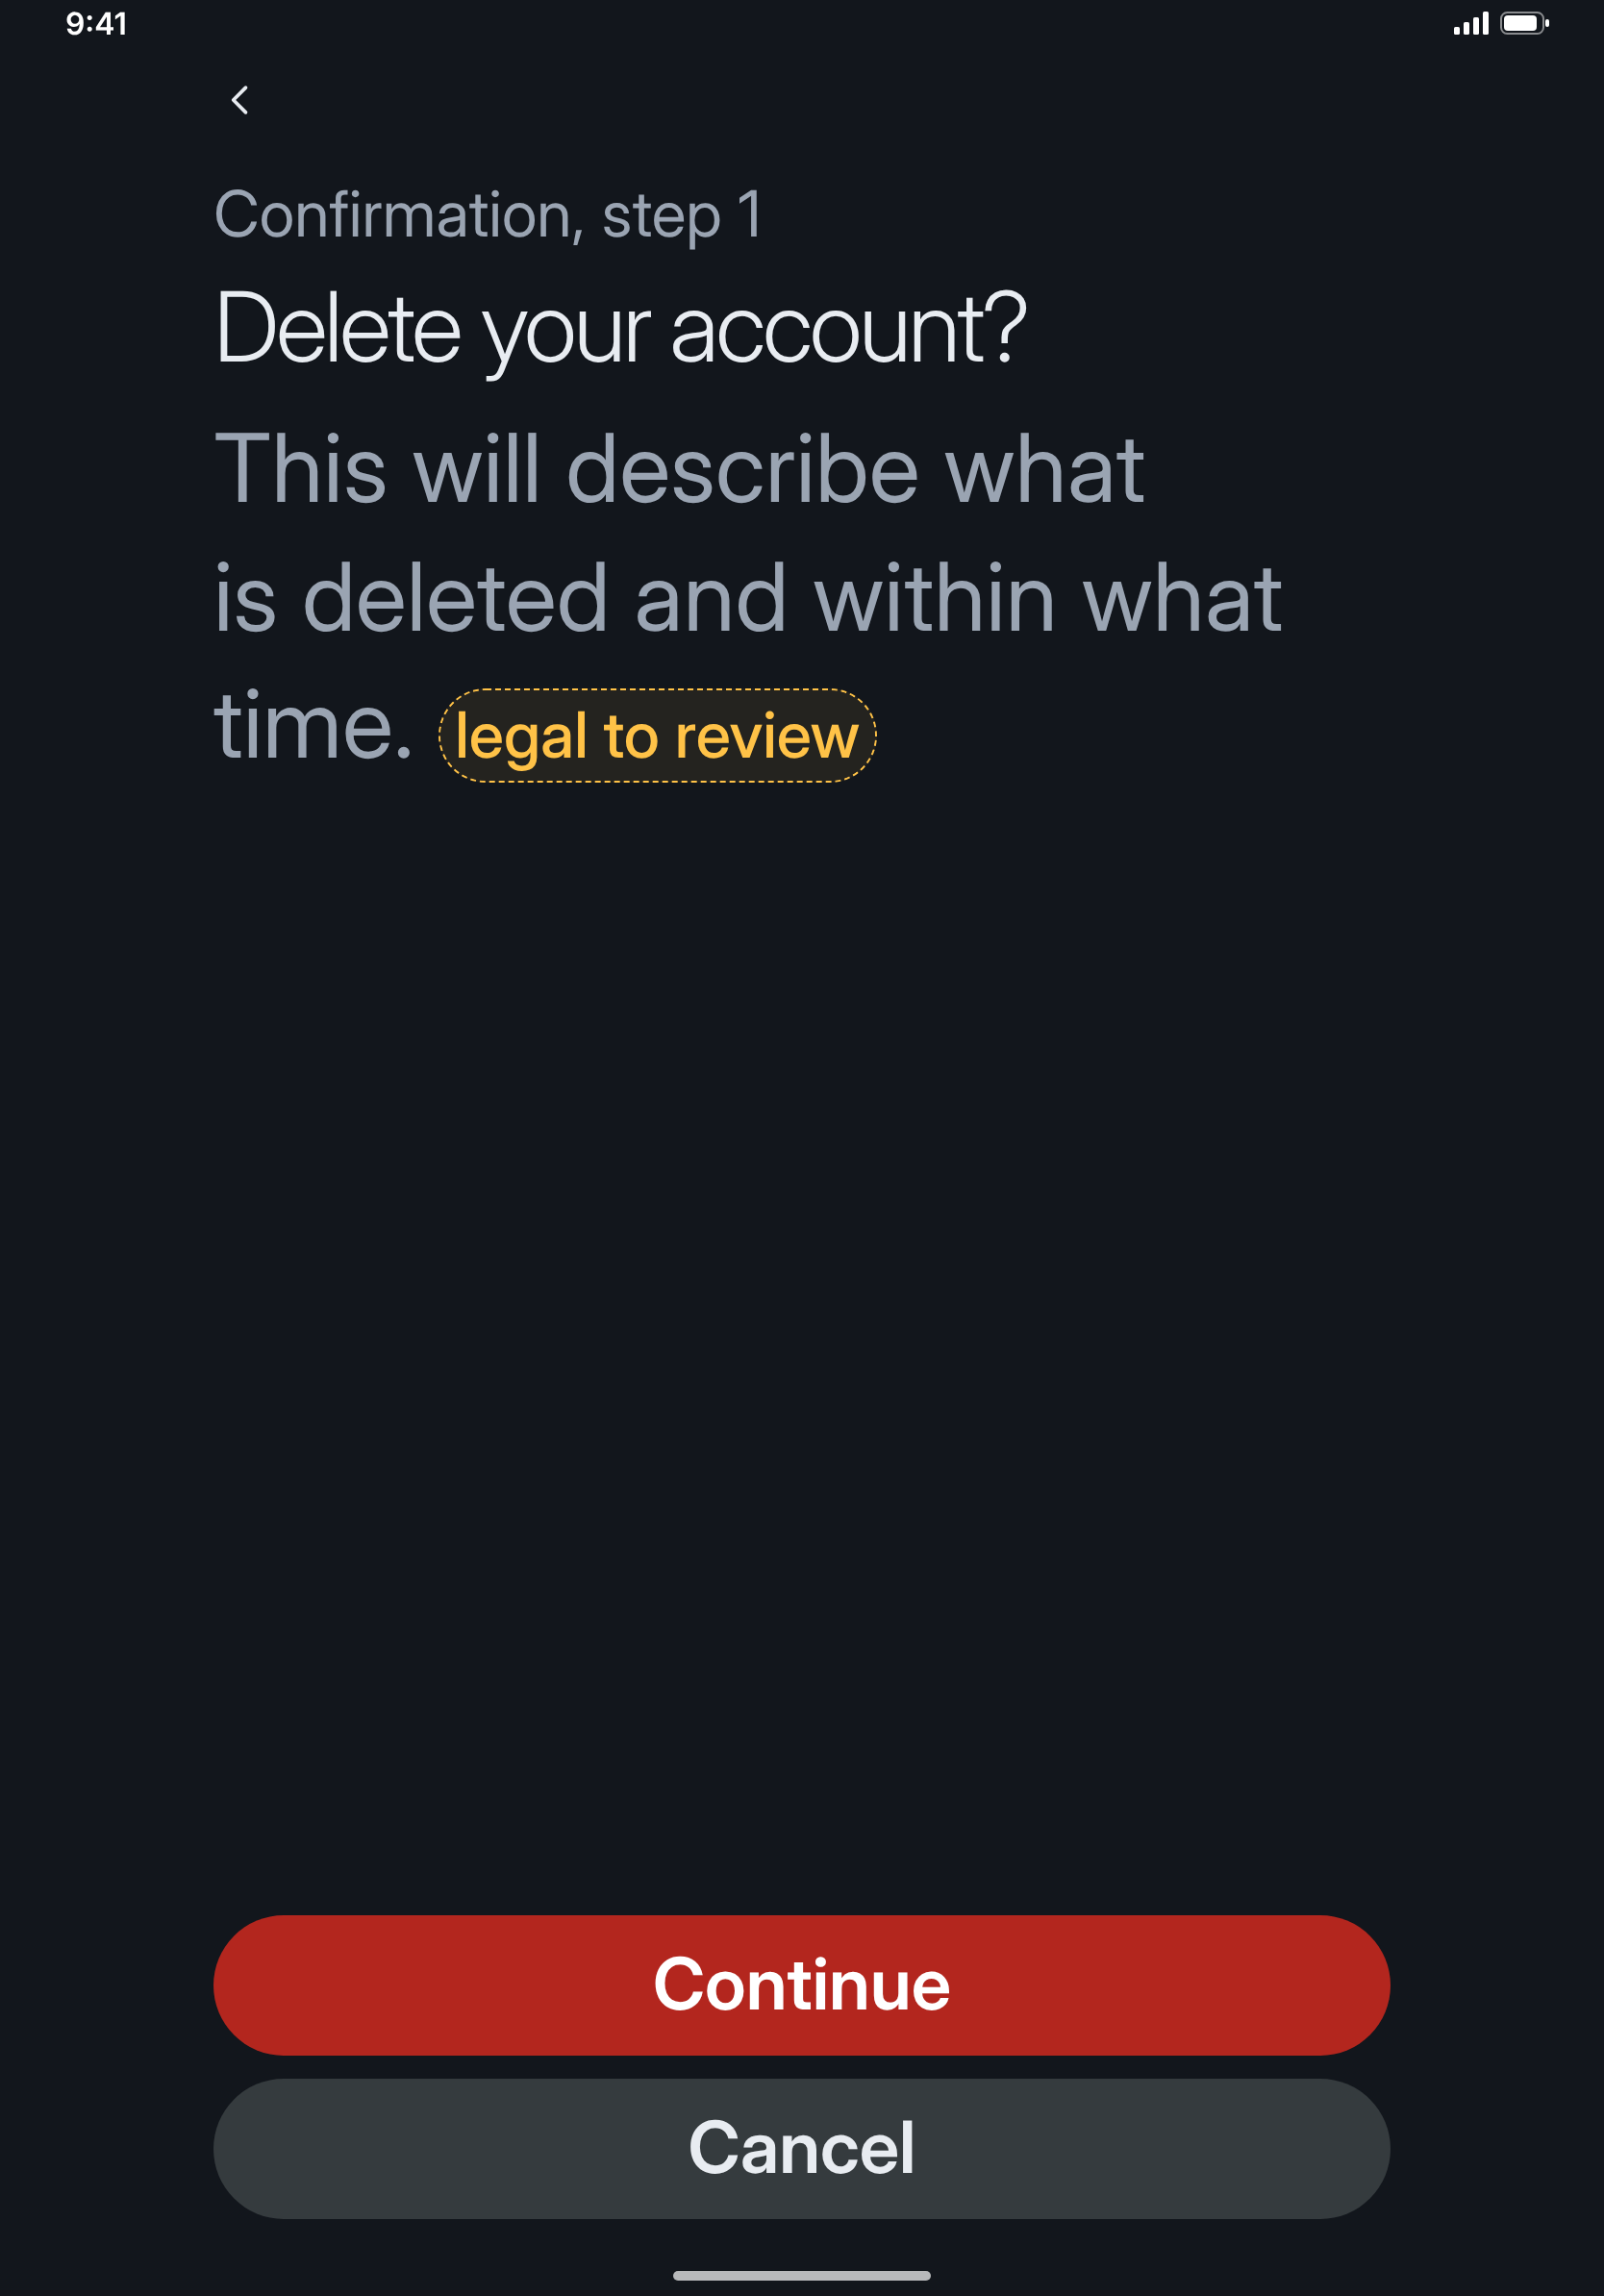 9:41
Confirmation, step 1
Delete your account?
This will describe what
is deleted and within what
time. legal to review
Continue
Cancel